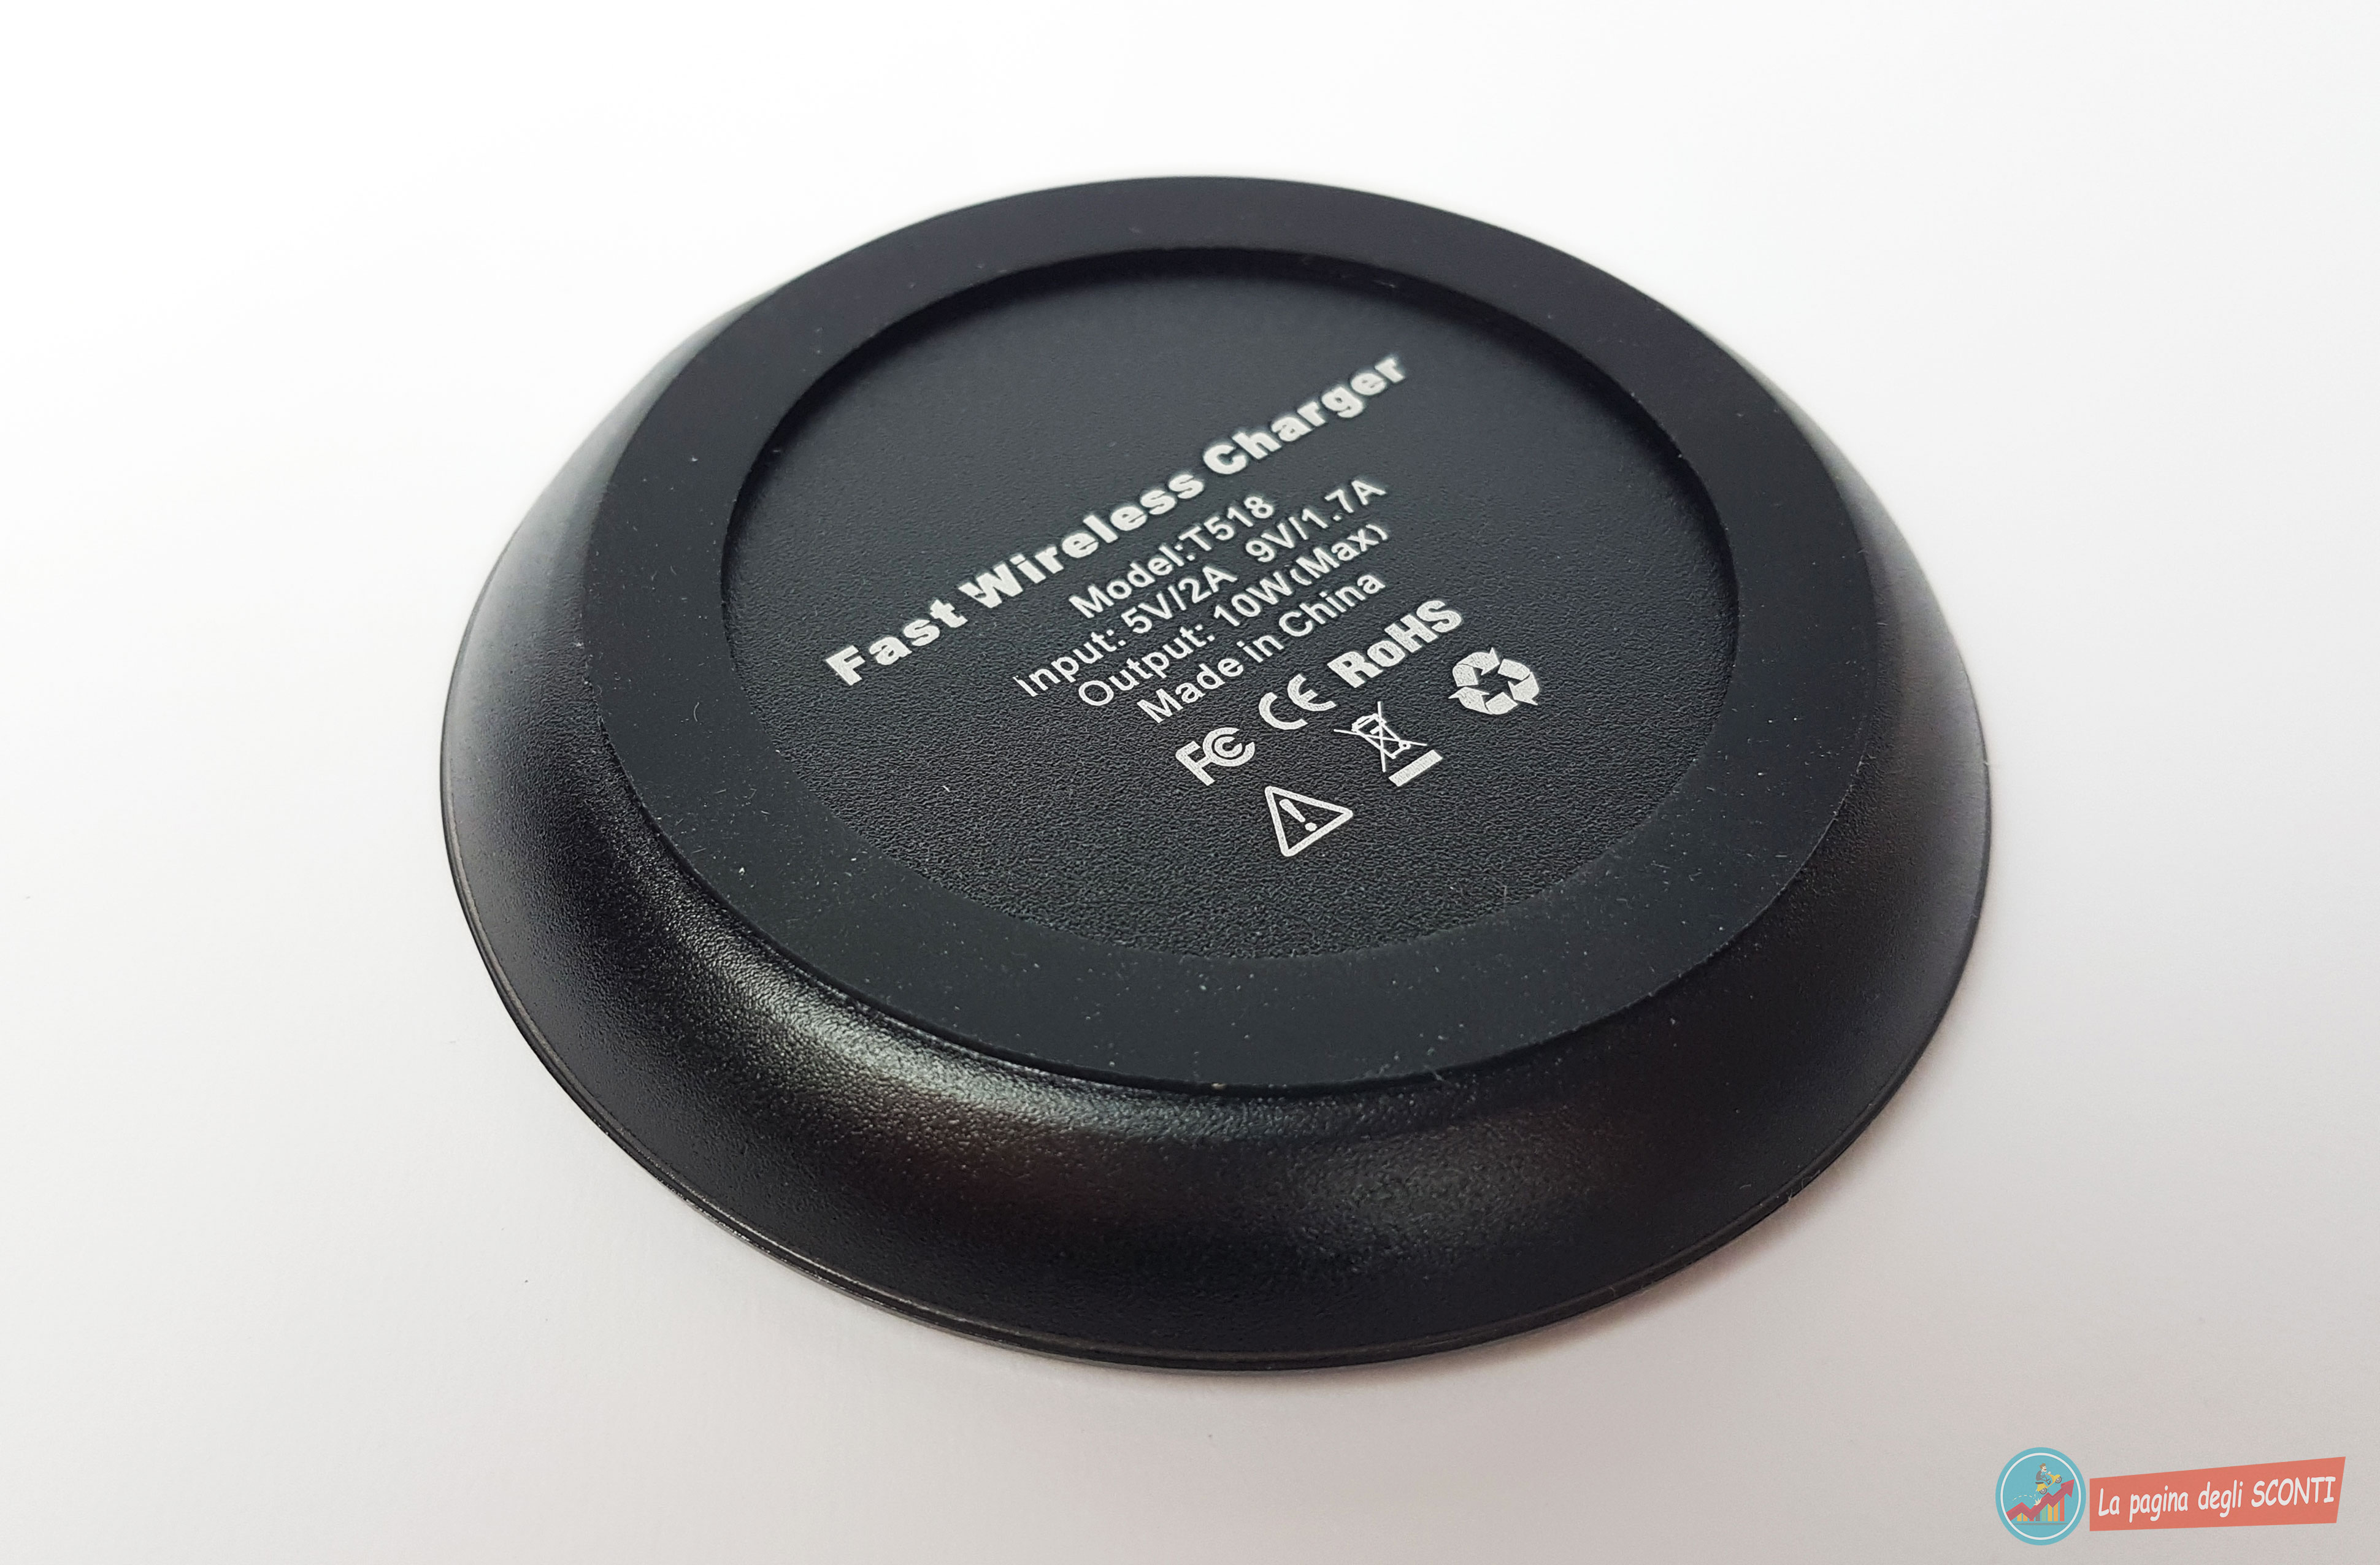 Fast Wireless Charger
Model:T518
Input: 5V/2A 9V/1.7A
Output: 10W(Max)
Made in China
FC CE RoHS
La pagina degli SCONTI